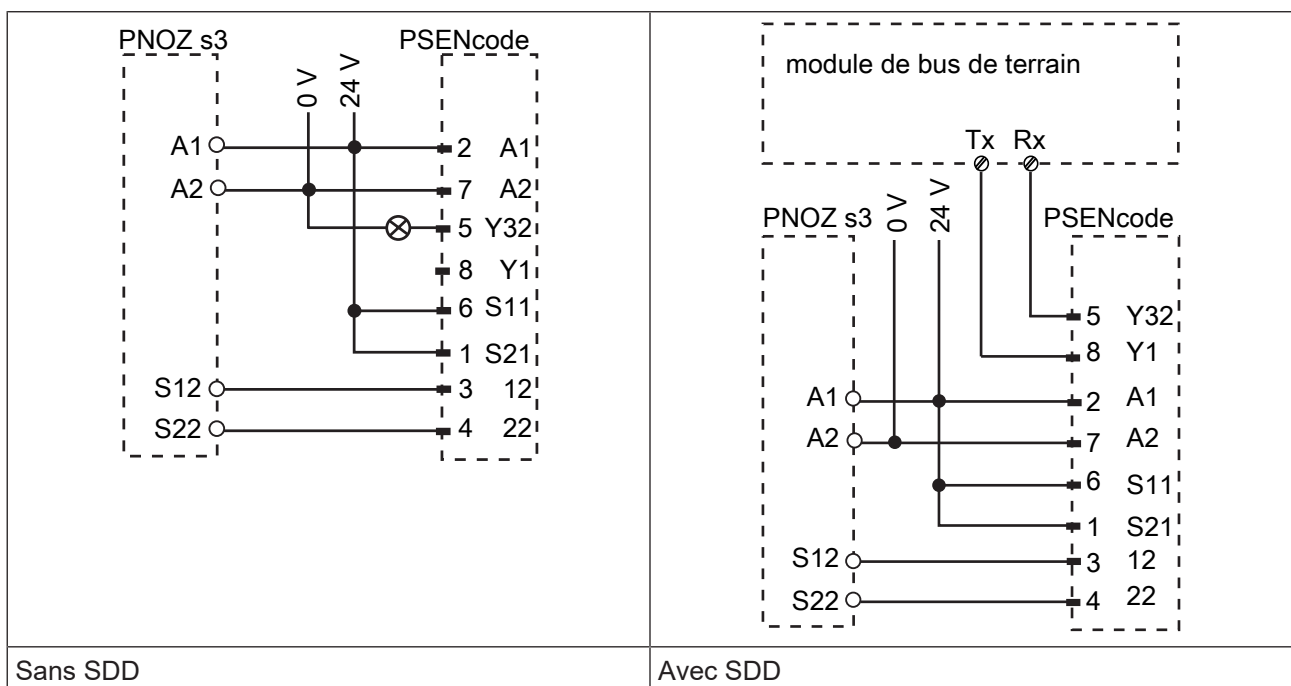 PNOZ s3
PSENcode
0 V
24 V
A1
2 A1
A2
7 A2
5 Y32
8 Y1
6 S11
1 S21
S12
3 12
S22
4 22
Sans SDD
module de bus de terrain
Tx Rx
PNOZ s3
0 V
24 V
PSENcode
5 Y32
8 Y1
A1
2 A1
A2
7 A2
6 S11
1 S21
S12
3 12
S22
4 22
Avec SDD